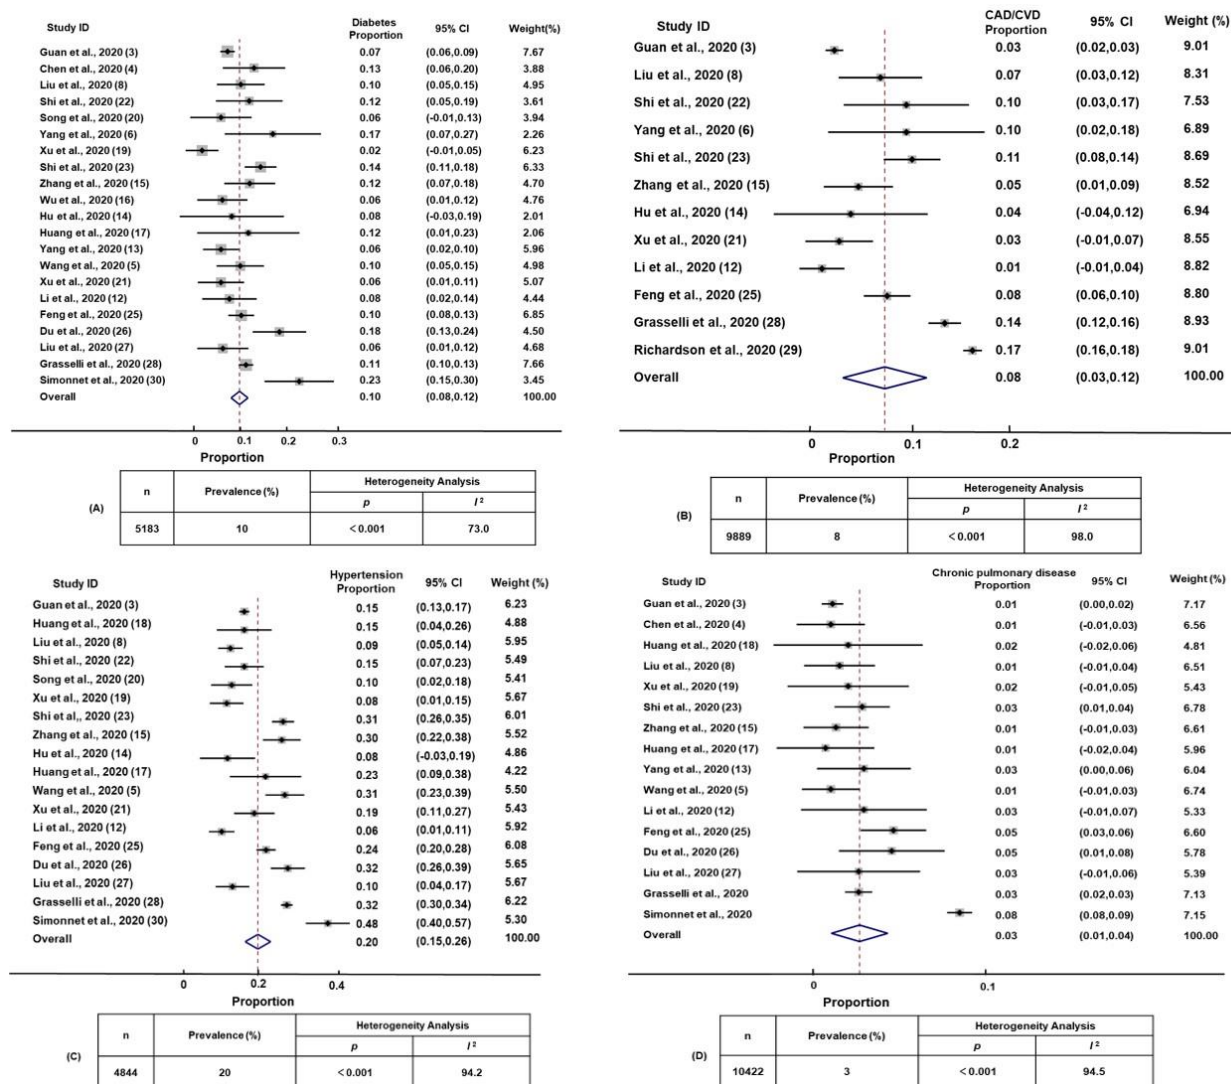 Study ID Diabetes Proportion 95% CI Weight(%)
Guan et al., 2020 (3) 0.07 (0.06,0.09) 7.67
Chen et al., 2020 (4) 0.13 (0.06,0.20) 3.88
Liu et al., 2020 (8) 0.10 (0.05,0.15) 4.95
Shi et al., 2020 (22) 0.12 (0.05,0.19) 3.61
Song et al., 2020 (20) 0.06 (-0.01,0.13) 3.94
Yang et al., 2020 (6) 0.17 (0.07,0.27) 2.26
Xu et al., 2020 (19) 0.02 (-0.01,0.05) 6.23
Shi et al., 2020 (23) 0.14 (0.11,0.18) 6.33
Zhang et al., 2020 (15) 0.12 (0.07,0.18) 4.70
Wu et al., 2020 (16) 0.06 (0.01,0.12) 4.76
Hu et al., 2020 (14) 0.08 (-0.03,0.19) 2.01
Huang et al., 2020 (17) 0.12 (0.01,0.23) 2.06
Yang et al., 2020 (13) 0.06 (0.02,0.10) 5.96
Wang et al., 2020 (5) 0.10 (0.05,0.15) 4.98
Xu et al., 2020 (21) 0.06 (0.01,0.11) 5.07
Li et al., 2020 (12) 0.08 (0.02,0.14) 4.44
Feng et al., 2020 (25) 0.10 (0.08,0.13) 6.85
Du et al., 2020 (26) 0.18 (0.13,0.24) 4.50
Liu et al., 2020 (27) 0.06 (0.01,0.12) 4.68
Grasselli et al., 2020 (28) 0.11 (0.10,0.13) 7.66
Simonnet et al., 2020 (30) 0.23 (0.15,0.30) 3.45
Overall 0.10 (0.08,0.12) 100.00
0 0.1 0.2 0.3
Proportion
n Prevalence (%) Heterogeneity Analysis
p I 2
(A) 5183 10 <0.001 73.0
Study ID CAD/CVD Proportion 95% CI Weight (%)
Guan et al., 2020 (3) 0.03 (0.02,0.03) 9.01
Liu et al., 2020 (8) 0.07 (0.03,0.12) 8.31
Shi et al., 2020 (22) 0.10 (0.03,0.17) 7.53
Yang et al., 2020 (6) 0.10 (0.02,0.18) 6.89
Shi et al., 2020 (23) 0.11 (0.08,0.14) 8.69
Zhang et al., 2020 (15) 0.05 (0.01,0.09) 8.52
Hu et al., 2020 (14) 0.04 (-0.04,0.12) 6.94
Xu et al., 2020 (21) 0.03 (-0.01,0.07) 8.55
Li et al., 2020 (12) 0.01 (-0.01,0.04) 8.82
Feng et al., 2020 (25) 0.08 (0.06,0.10) 8.80
Grasselli et al., 2020 (28) 0.14 (0.12,0.16) 8.93
Richardson et al., 2020 (29) 0.17 (0.16,0.18) 9.01
Overall 0.08 (0.03,0.12) 100.00
0 0.1 0.2
Proportion
n Prevalence (%) Heterogeneity Analysis
p I 2
(B) 9889 8 <0.001 98.0
Study ID Hypertension Proportion 95% CI Weight (%)
Guan et al., 2020 (3) 0.15 (0.13,0.17) 6.23
Huang et al., 2020 (18) 0.15 (0.04,0.26) 4.88
Liu et al., 2020 (8) 0.09 (0.05,0.14) 5.95
Shi et al., 2020 (22) 0.15 (0.07,0.23) 5.49
Song et al., 2020 (20) 0.10 (0.02,0.18) 5.41
Xu et al., 2020 (19) 0.08 (0.01,0.15) 5.67
Shi et al,, 2020 (23) 0.31 (0.26,0.35) 6.01
Zhang et al., 2020 (15) 0.30 (0.22,0.38) 5.52
Hu et al., 2020 (14) 0.08 (-0.03,0.19) 4.86
Huang et al., 2020 (17) 0.23 (0.09,0.38) 4.22
Wang et al., 2020 (5) 0.31 (0.23,0.39) 5.50
Xu et al., 2020 (21) 0.19 (0.11,0.27) 5.43
Li et al., 2020 (12) 0.06 (0.01,0.11) 5.92
Feng et al., 2020 (25) 0.24 (0.20,0.28) 6.08
Du et al., 2020 (26) 0.32 (0.26,0.39) 5.65
Liu et al., 2020 (27) 0.10 (0.04,0.17) 5.67
Grasselli et al., 2020 (28) 0.32 (0.30,0.34) 6.22
Simonnet et al., 2020 (30) 0.48 (0.40,0.57) 5.30
Overall 0.20 (0.15,0.26) 100.00
0 0.2 0.4
Proportion
n Prevalence (%) Heterogeneity Analysis
p I 2
(C) 4844 20 <0.001 94.2
Study ID Chronic pulmonary disease Proportion 95% CI Weight (%)
Guan et al., 2020 (3) 0.01 (0.00,0.02) 7.17
Chen et al., 2020 (4) 0.01 (-0.01,0.03) 6.56
Huang et al., 2020 (18) 0.02 (-0.02,0.06) 4.81
Liu et al., 2020 (8) 0.01 (-0.01,0.04) 6.51
Xu et al., 2020 (19) 0.02 (-0.01,0.05) 5.43
Shi et al., 2020 (23) 0.03 (0.01,0.04) 6.78
Zhang et al., 2020 (15) 0.01 (-0.01,0.03) 6.61
Huang et al., 2020 (17) 0.01 (-0.02,0.04) 5.96
Yang et al., 2020 (13) 0.03 (0.00,0.06) 6.04
Wang et al., 2020 (5) 0.01 (-0.01,0.03) 6.74
Li et al., 2020 (12) 0.03 (-0.01,0.07) 5.33
Feng et al., 2020 (25) 0.05 (0.03,0.06) 6.60
Du et al., 2020 (26) 0.05 (0.01,0.08) 5.78
Liu et al., 2020 (27) 0.03 (-0.01,0.06) 5.39
Grasselli et al., 2020 0.03 (0.02,0.03) 7.13
Simonnet et al., 2020 0.08 (0.08,0.09) 7.15
Overall 0.03 (0.01,0.04) 100.00
0 0.1
Proportion
n Prevalence (%) Heterogeneity Analysis
p I 2
(D) 10422 3 <0.001 94.5